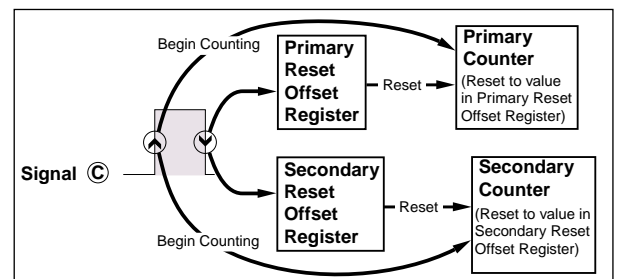 Begin Counting
Primary
Reset
Offset
Register
Reset
Primary
Counter
(Reset to value
in Primary Reset
Offset Register)
Signal C
Secondary
Reset
Offset
Register
Reset
Secondary
Counter
(Reset to value in
Secondary Reset
Offset Register)
Begin Counting